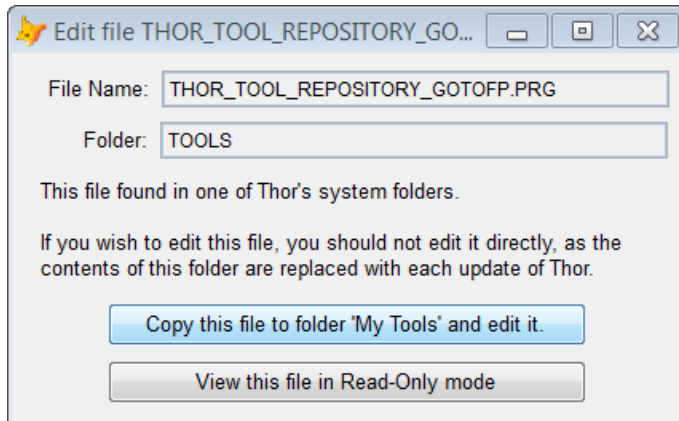 Edit file THOR_TOOL_REPOSITORY_GO...
File Name: THOR_TOOL_REPOSITORY_GOTOFP.PRG
Folder: TOOLS
This file found in one of Thor's system folders.
If you wish to edit this file, you should not edit it directly, as the
contents of this folder are replaced with each update of Thor.
Copy this file to folder 'My Tools' and edit it.
View this file in Read-Only mode